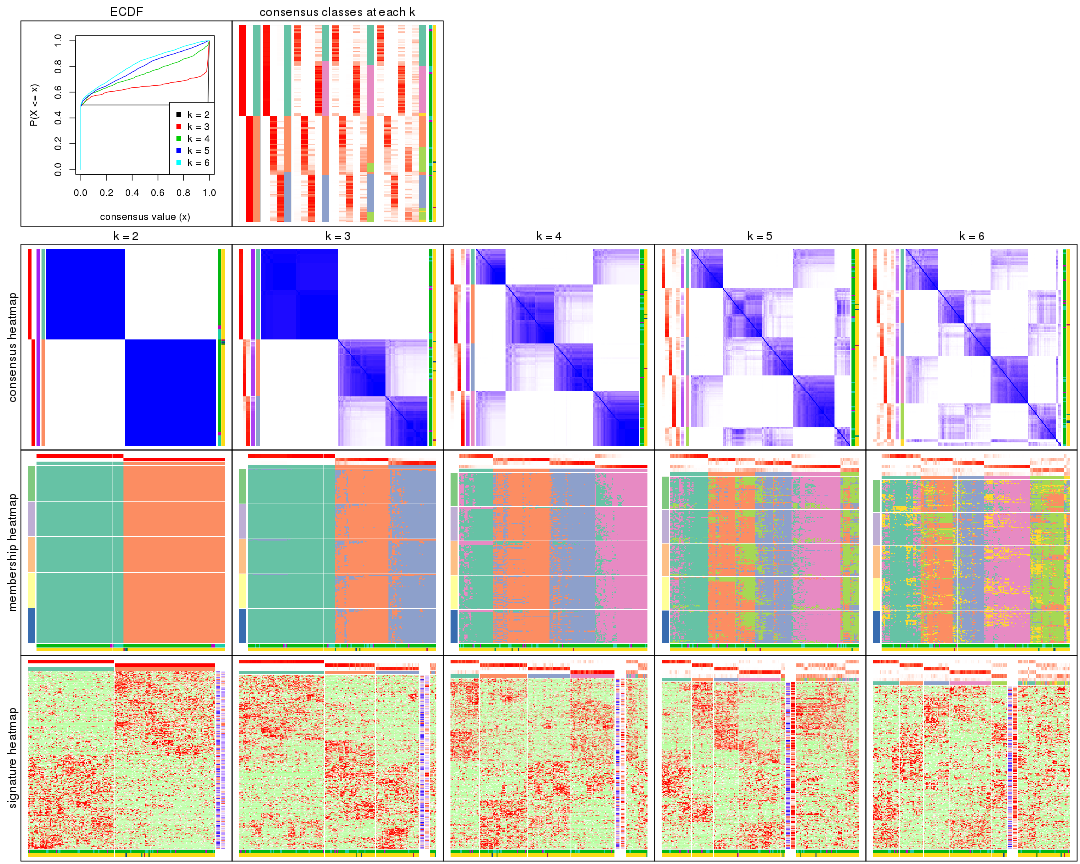 ECDF
consensus classes at each k
P(X <= x)
1.0
0.8
0.6
0.4
0.2
0.0
k = 2
k = 3
k = 4
k = 5
k = 6
0.0 0.2 0.4 0.6 0.8 1.0
consensus value (x)
k = 2 k = 3 k = 4 k = 5 k = 6
consensus heatmap
membership heatmap
signature heatmap